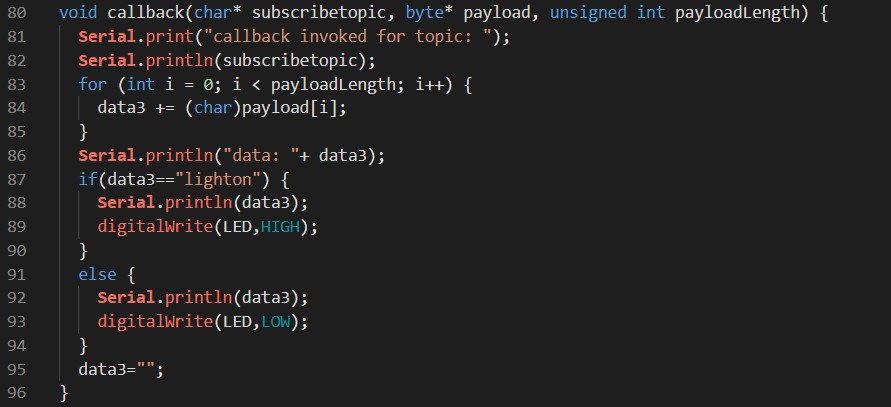 80 void callback(char* subscribetopic, byte* payload, unsigned int payloadLength) {
81   Serial.print("callback invoked for topic: ");
82   Serial.println(subscribetopic);
83   for (int i = 0; i < payloadLength; i++) {
84     data3 += (char)payload[i];
85   }
86   Serial.println("data: "+ data3);
87   if(data3=="lighton") {
88     Serial.println(data3);
89     digitalWrite(LED,HIGH);
90   }
91   else {
92     Serial.println(data3);
93     digitalWrite(LED,LOW);
94   }
95   data3="";
96 }